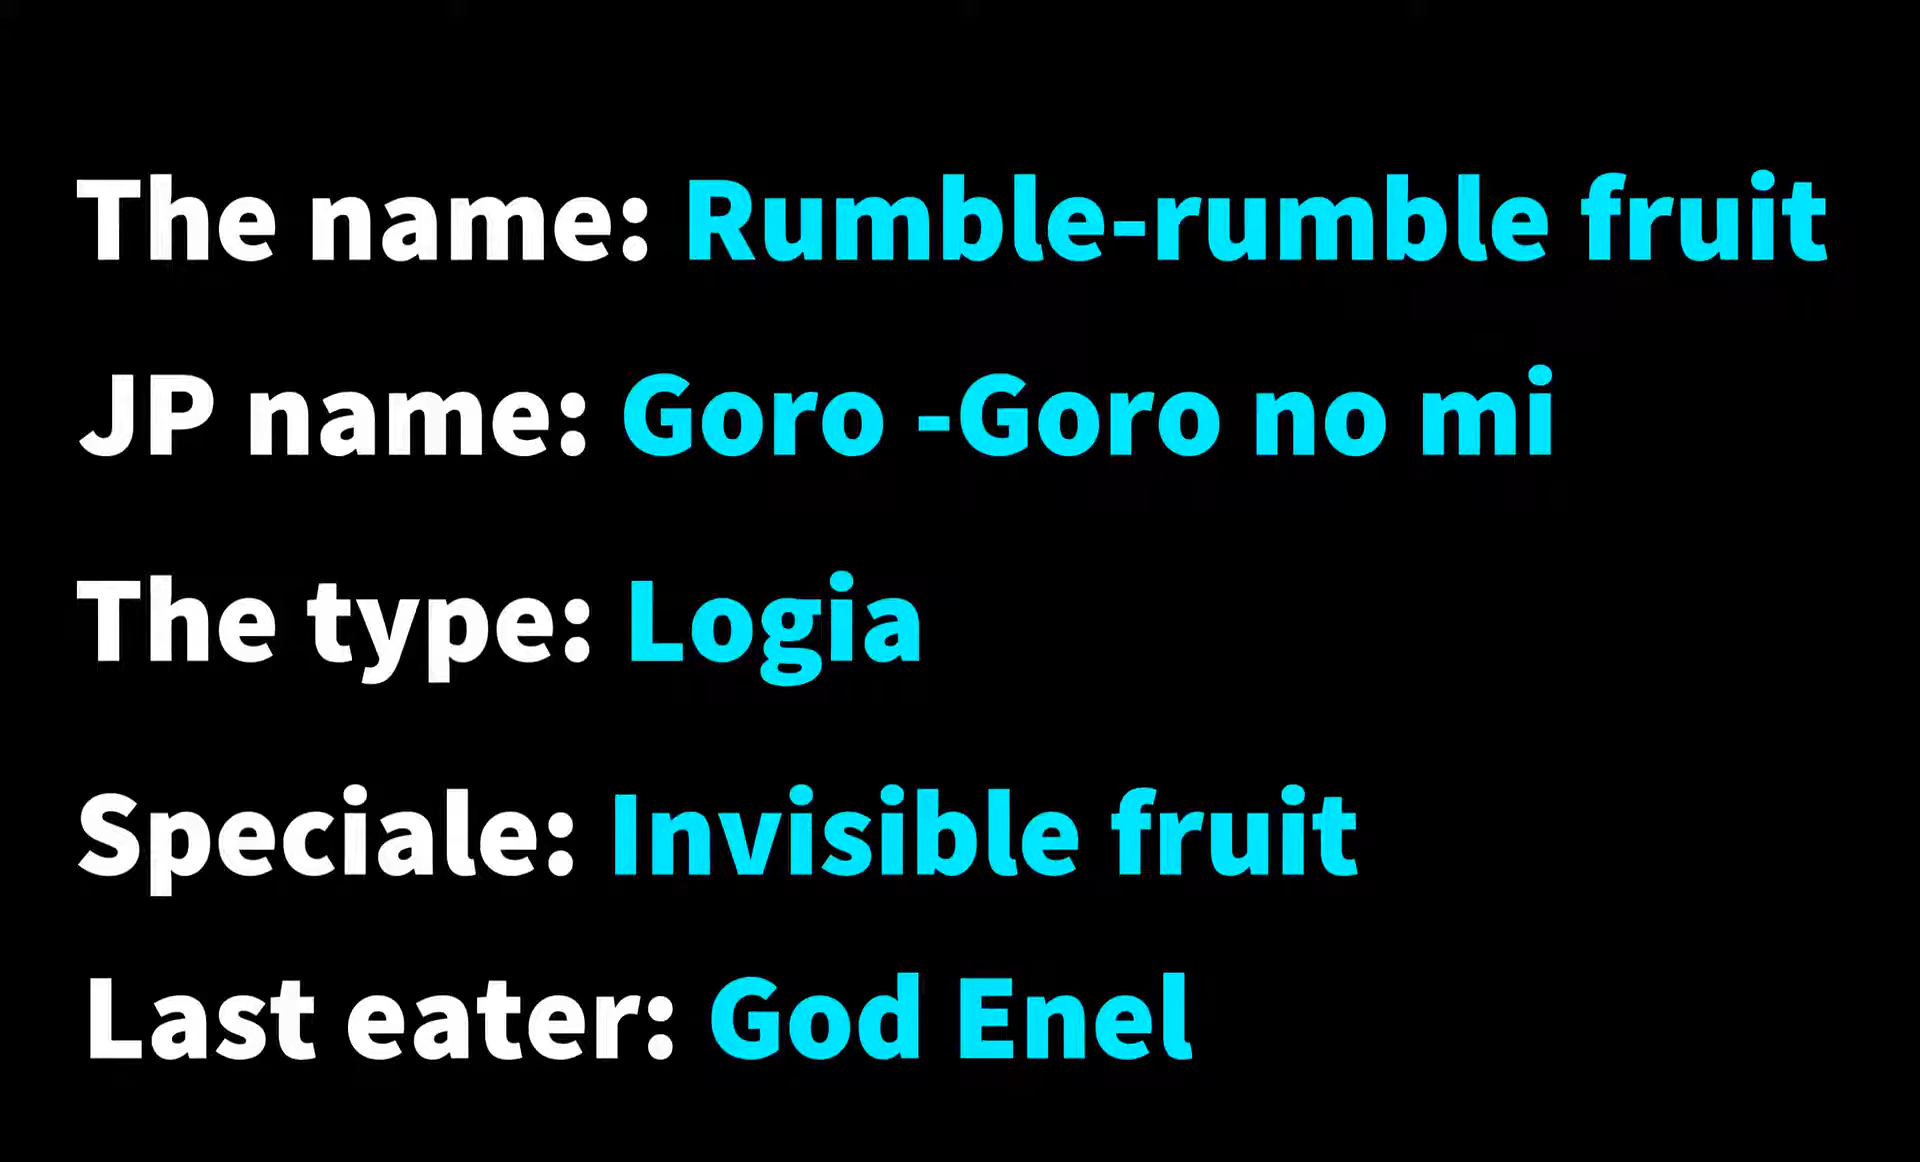 The name: Rumble-rumble fruit
JP name: Goro -Goro no mi
The type: Logia
Speciale: Invisible fruit
Last eater: God Enel